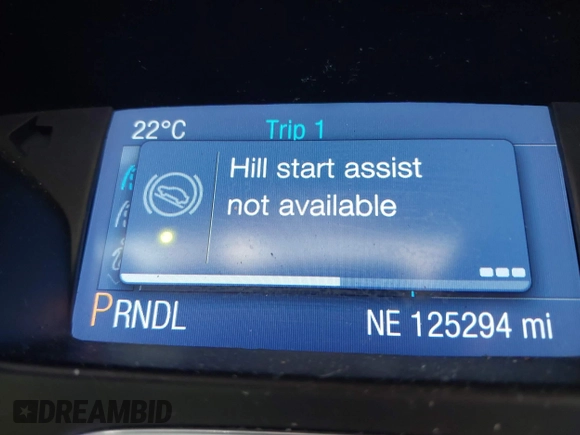 22°C Trip 1
Hill start assist
not available
PRNDL NE 125294 mi
DREAMBID